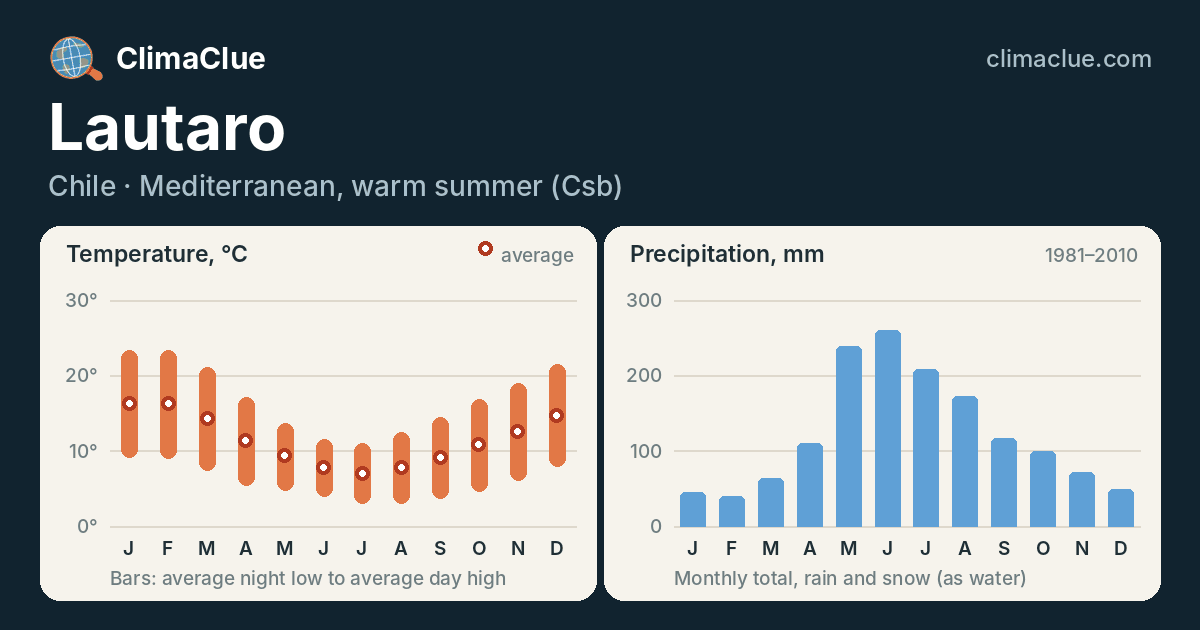 ClimaClue
climaclue.com
Lautaro
Chile · Mediterranean, warm summer (Csb)
Temperature, °C
average
30°
20°
10°
0°
J F M A M J J A S O N D
Bars: average night low to average day high
Precipitation, mm
1981–2010
300
200
100
0
J F M A M J J A S O N D
Monthly total, rain and snow (as water)